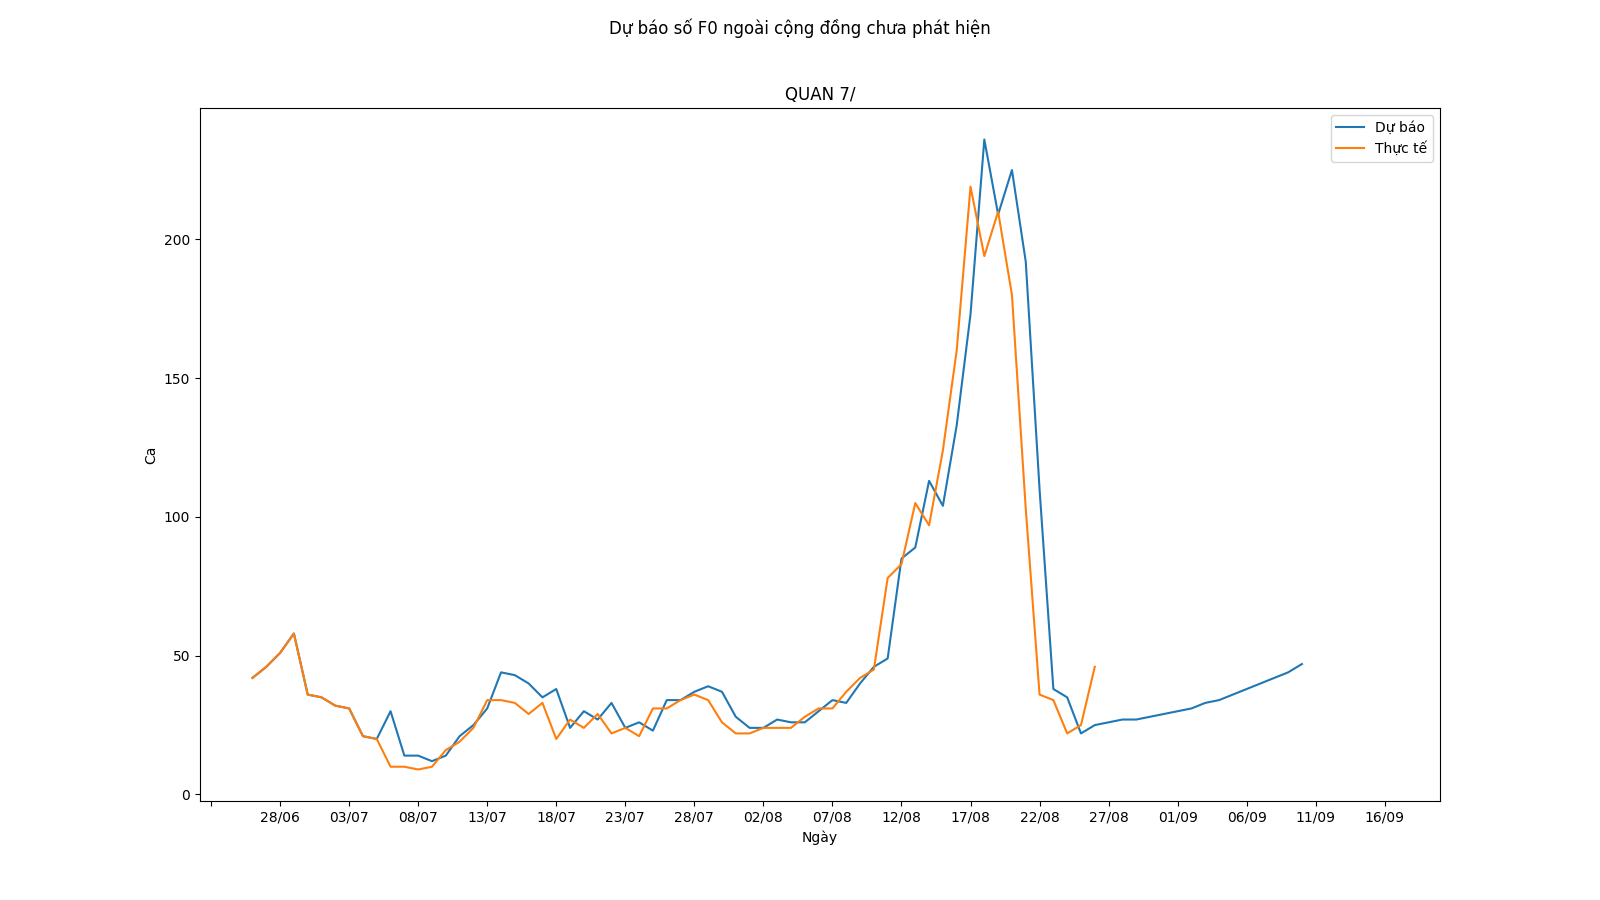 Dự báo số F0 ngoài cộng đồng chưa phát hiện
QUAN 7/
Dự báo
Thực tế
Ca
200
150
100
50
0
28/06 03/07 08/07 13/07 18/07 23/07 28/07 02/08 07/08 12/08 17/08 22/08 27/08 01/09 06/09 11/09 16/09
Ngày